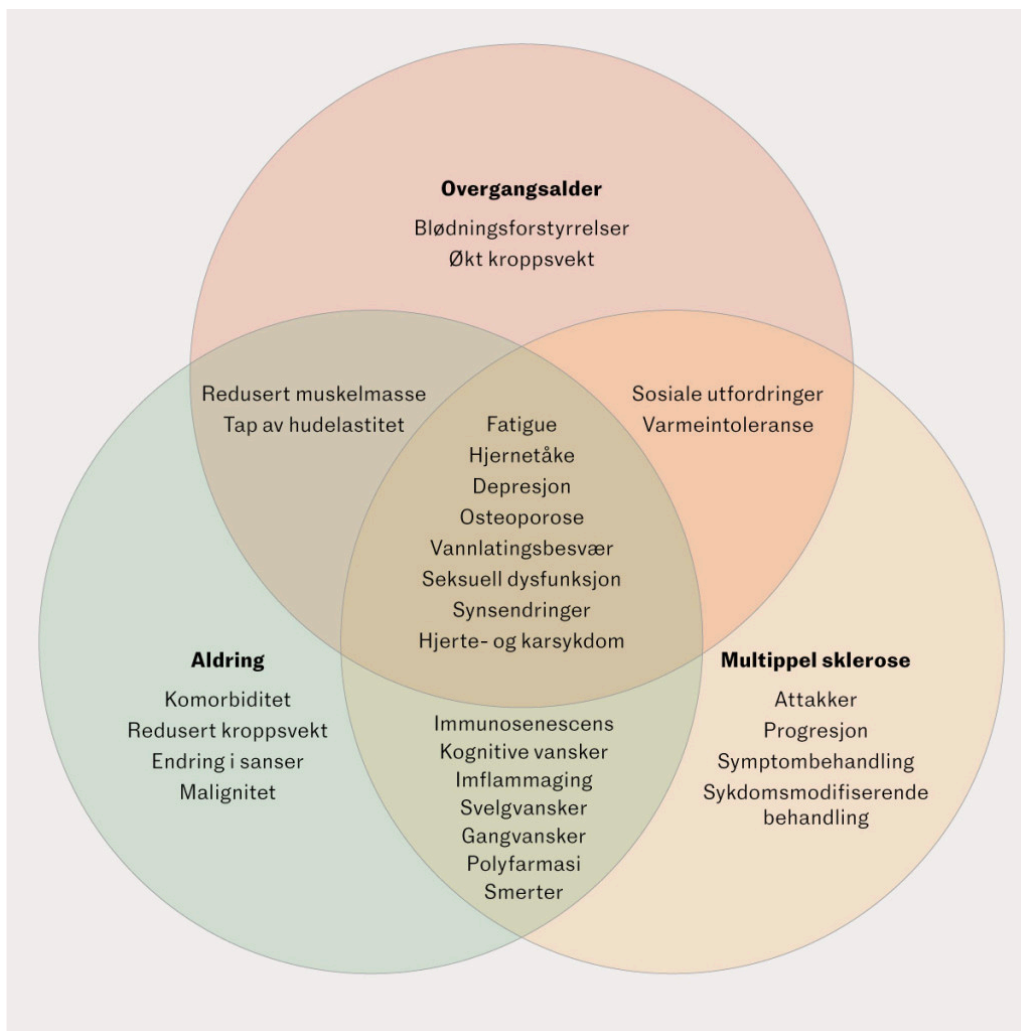 Overgangsalder
Blødningsforstyrrelser
Økt kroppsvekt
Redusert muskelmasse
Tap av hudelastitet
Sosiale utfordringer
Varmeintoleranse
Fatigue
Hjernetåke
Depresjon
Osteoporose
Vannlatingsbesvær
Seksuell dysfunksjon
Synsendringer
Hjerte- og karsykdom
Aldring
Komorbiditet
Redusert kroppsvekt
Endring i sanser
Malignitet
Immunosenescens
Kognitive vansker
Imflammaging
Svelgvansker
Gangvansker
Polyfarmasi
Smerter
Multippel sklerose
Attakker
Progresjon
Symptombehandling
Sykdomsmodifiserende
behandling